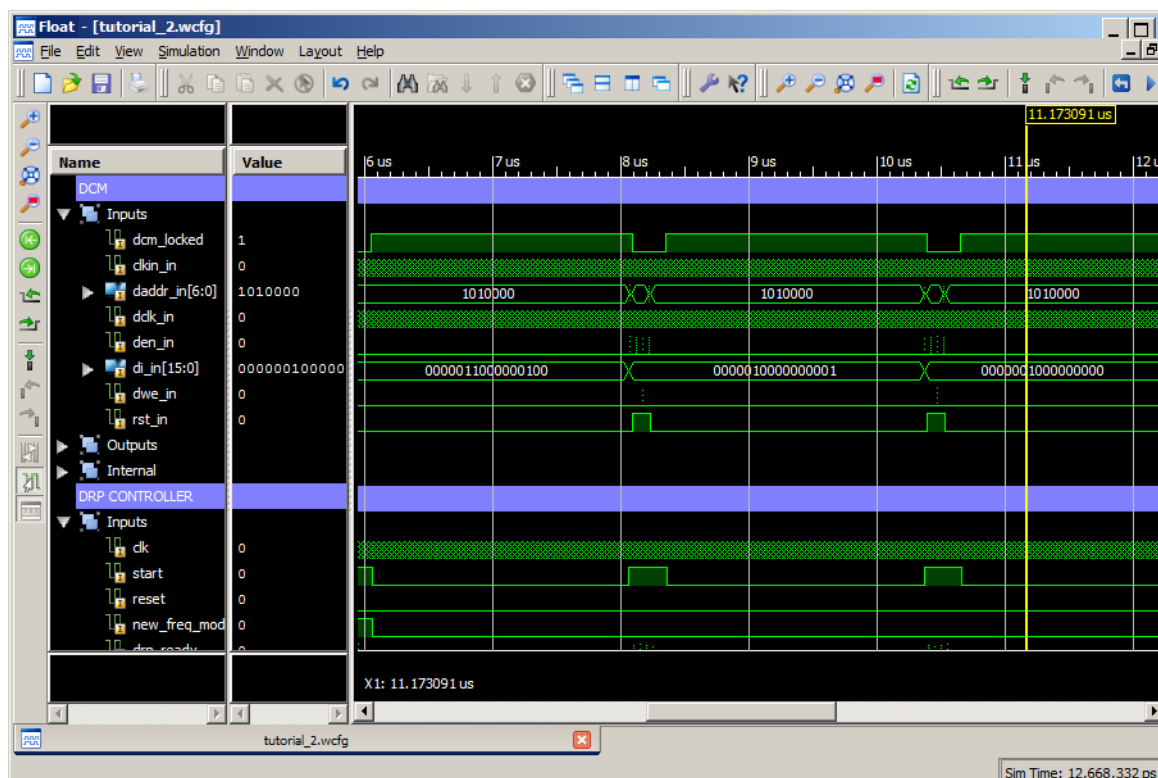 Float - [tutorial_2.wcfg]
File Edit View Simulation Window Layout Help
11.173091 us
Name Value 6 us 7 us 8 us 9 us 10 us 11 us 12 u
DCM
Inputs
dcm_locked 1
clkin_in 0
daddr_in[6:0] 1010000 1010000 1010000 1010000
dclk_in 0
den_in 0
di_in[15:0] 000000100000 0000011000000100 0000010000000001 0000001000000000
dwe_in 0
rst_in 0
Outputs
Internal
DRP CONTROLLER
Inputs
clk 0
start 0
reset 0
new_freq_mod 0
drp_ready 0
X1: 11.173091 us
tutorial_2.wcfg
Sim Time: 12,668,332 ps